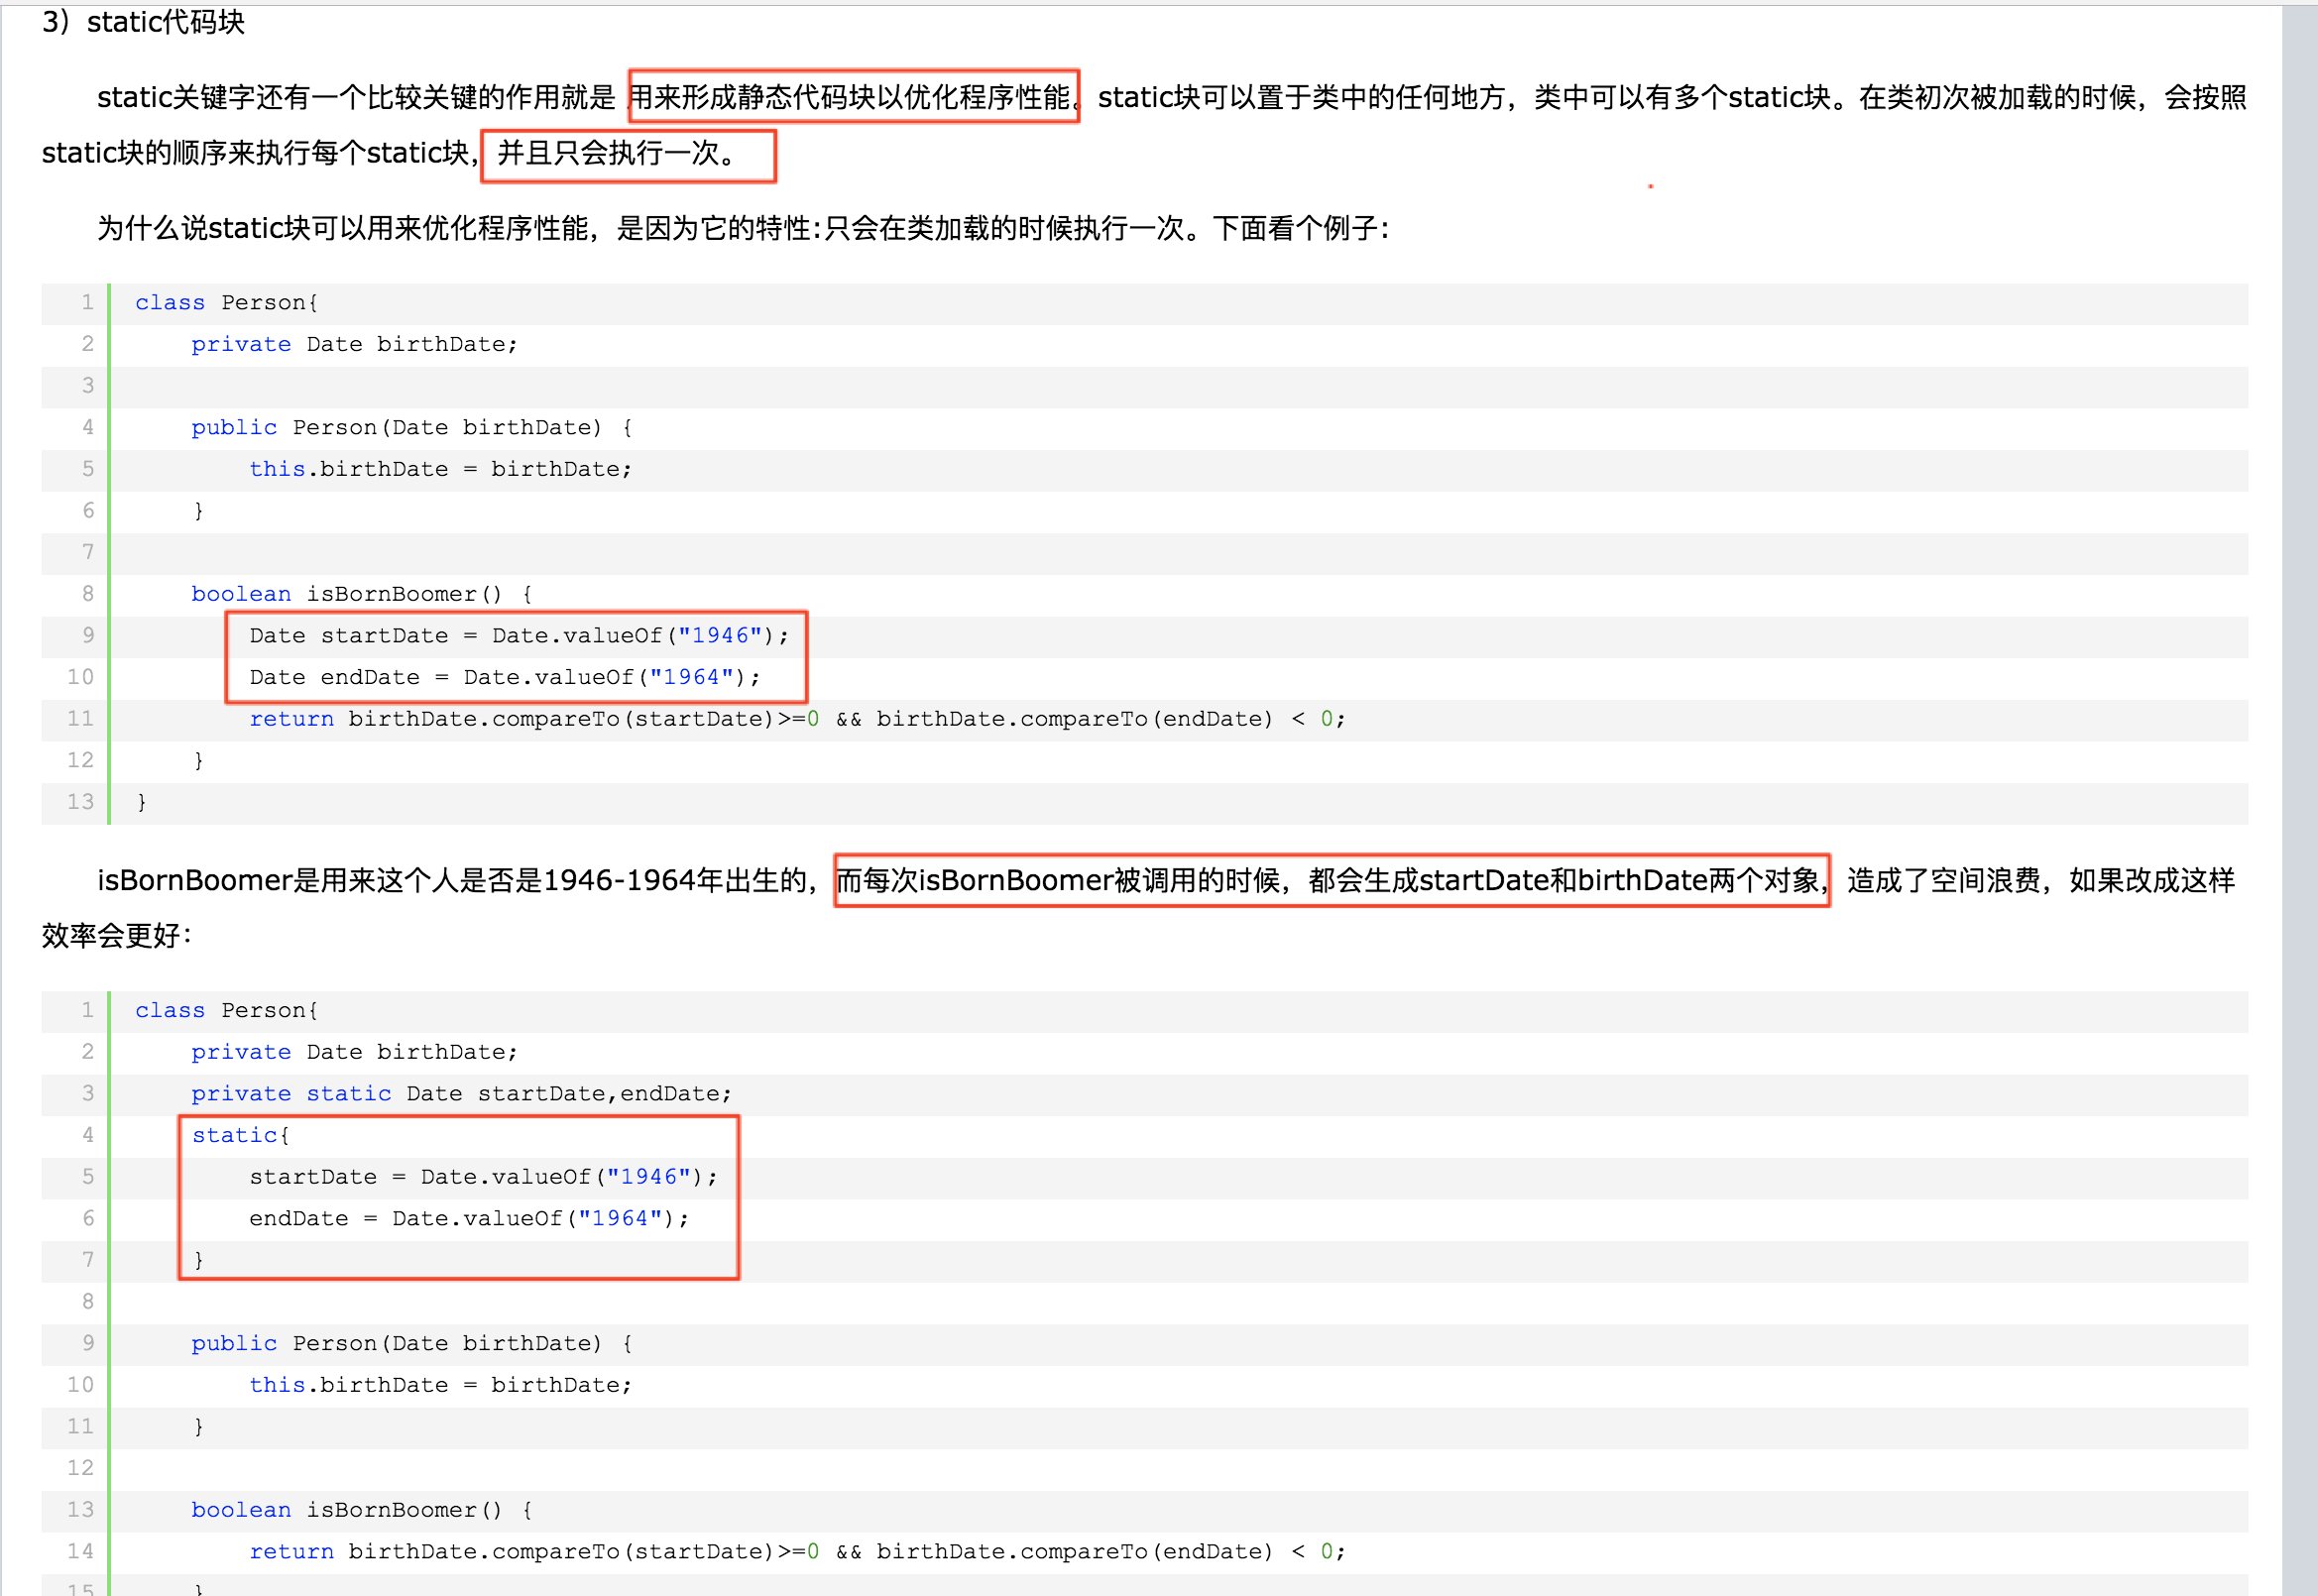 3）static代码块
static关键字还有一个比较关键的作用就是 用来形成静态代码块以优化程序性能。static块可以置于类中的任何地方，类中可以有多个static块。在类初次被加载的时候，会按照
static块的顺序来执行每个static块，并且只会执行一次。
为什么说static块可以用来优化程序性能，是因为它的特性:只会在类加载的时候执行一次。下面看个例子:
1 class Person{
2     private Date birthDate;
3
4     public Person(Date birthDate) {
5         this.birthDate = birthDate;
6     }
7
8     boolean isBornBoomer() {
9         Date startDate = Date.valueOf("1946");
10         Date endDate = Date.valueOf("1964");
11         return birthDate.compareTo(startDate)>=0 && birthDate.compareTo(endDate) < 0;
12     }
13 }
isBornBoomer是用来这个人是否是1946-1964年出生的，而每次isBornBoomer被调用的时候，都会生成startDate和birthDate两个对象，造成了空间浪费，如果改成这样
效率会更好：
1 class Person{
2     private Date birthDate;
3     private static Date startDate,endDate;
4     static{
5         startDate = Date.valueOf("1946");
6         endDate = Date.valueOf("1964");
7     }
8
9     public Person(Date birthDate) {
10         this.birthDate = birthDate;
11     }
12
13     boolean isBornBoomer() {
14         return birthDate.compareTo(startDate)>=0 && birthDate.compareTo(endDate) < 0;
15     }